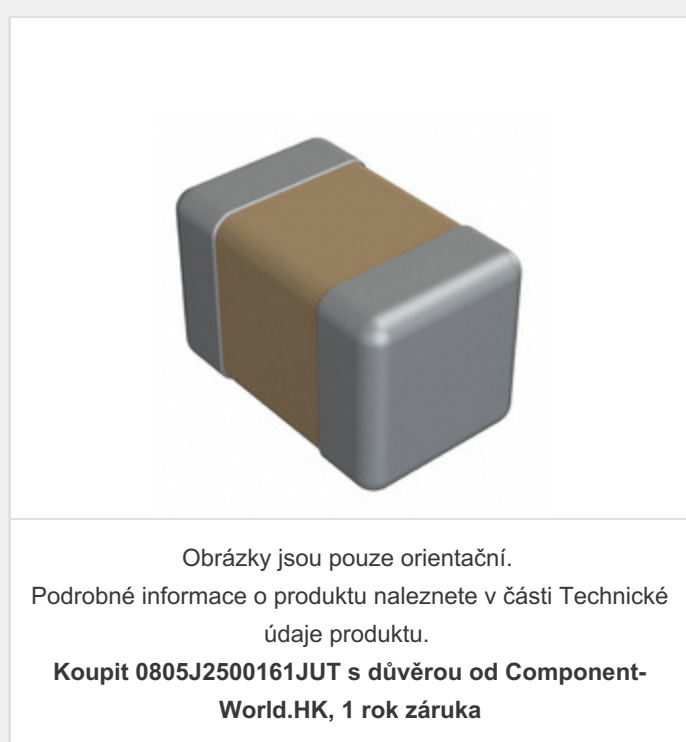 Obrázky jsou pouze orientační.
Podrobné informace o produktu naleznete v části Technické
údaje produktu.
Koupit 0805J2500161JUT s důvěrou od Component-
World.HK, 1 rok záruka